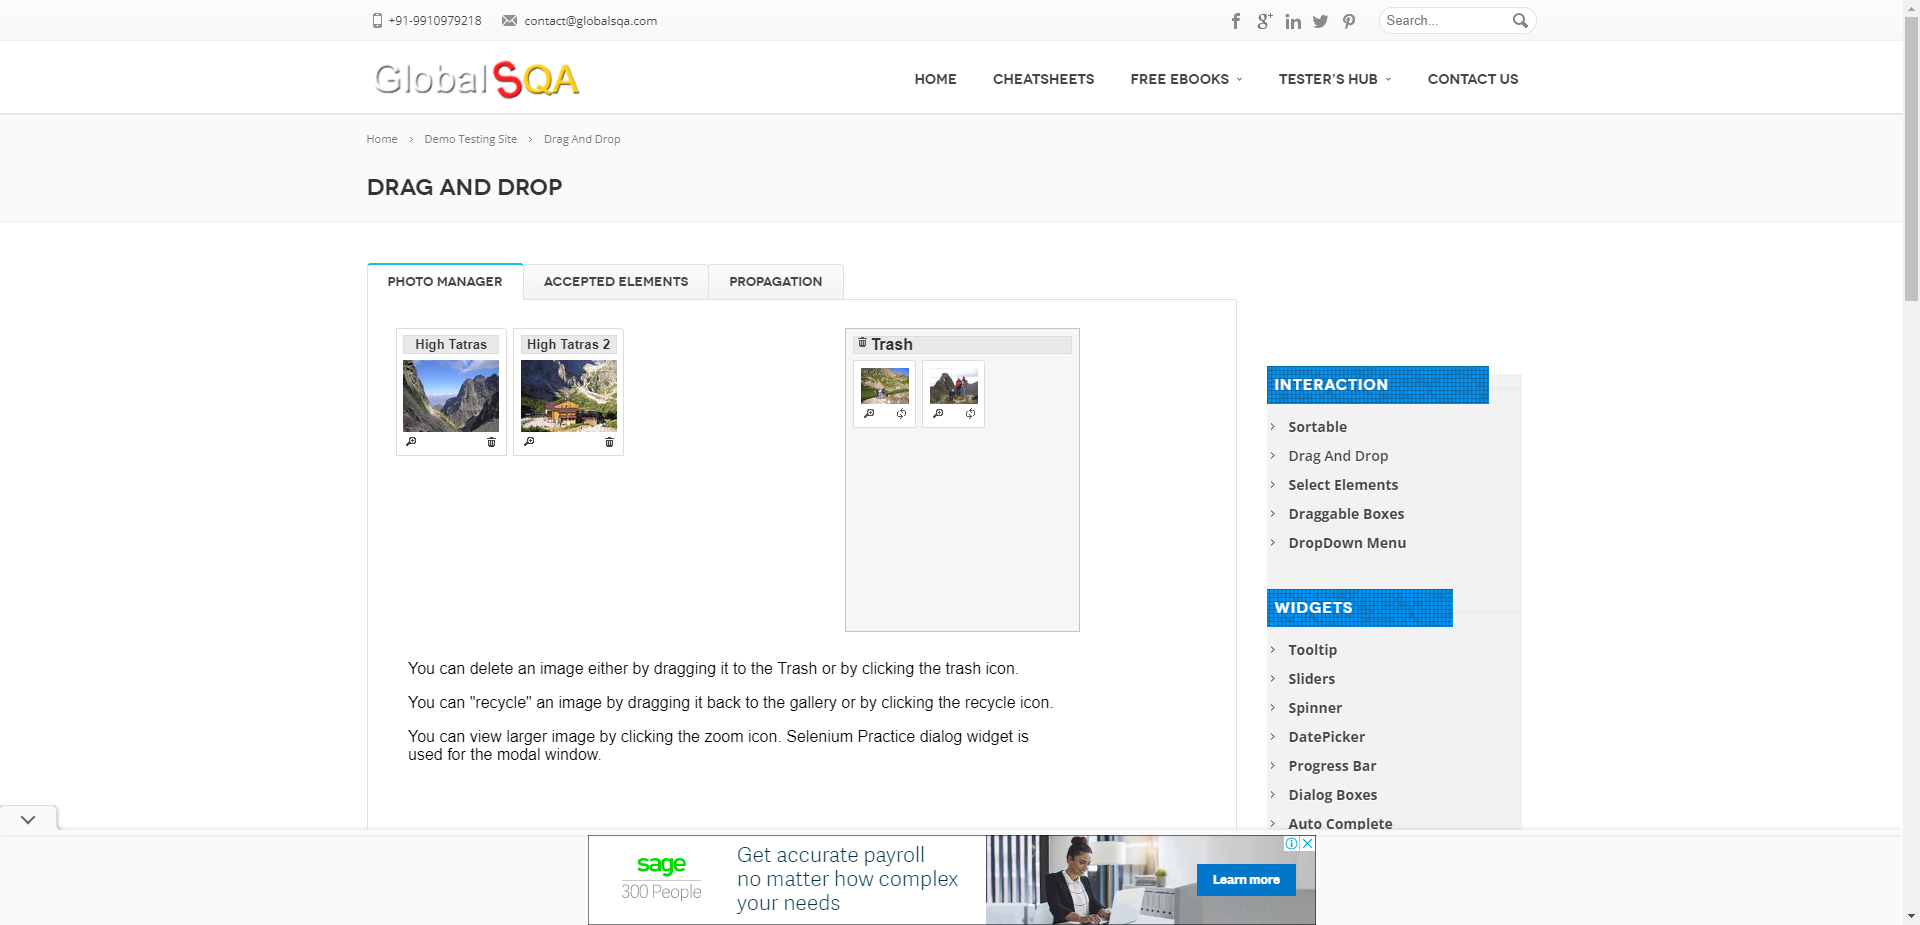 +91-9910979218 contact@globalsqa.com Search...
GlobalSQA HOME CHEATSHEETS FREE EBOOKS TESTER'S HUB CONTACT US
Home > Demo Testing Site > Drag And Drop
DRAG AND DROP
PHOTO MANAGER ACCEPTED ELEMENTS PROPAGATION
High Tatras High Tatras 2 Trash
You can delete an image either by dragging it to the Trash or by clicking the trash icon.
You can "recycle" an image by dragging it back to the gallery or by clicking the recycle icon.
You can view larger image by clicking the zoom icon. Selenium Practice dialog widget is
used for the modal window.
INTERACTION
Sortable
Drag And Drop
Select Elements
Draggable Boxes
DropDown Menu
WIDGETS
Tooltip
Sliders
Spinner
DatePicker
Progress Bar
Dialog Boxes
Auto Complete
sage
300 People
Get accurate payroll
no matter how complex
your needs
Learn more